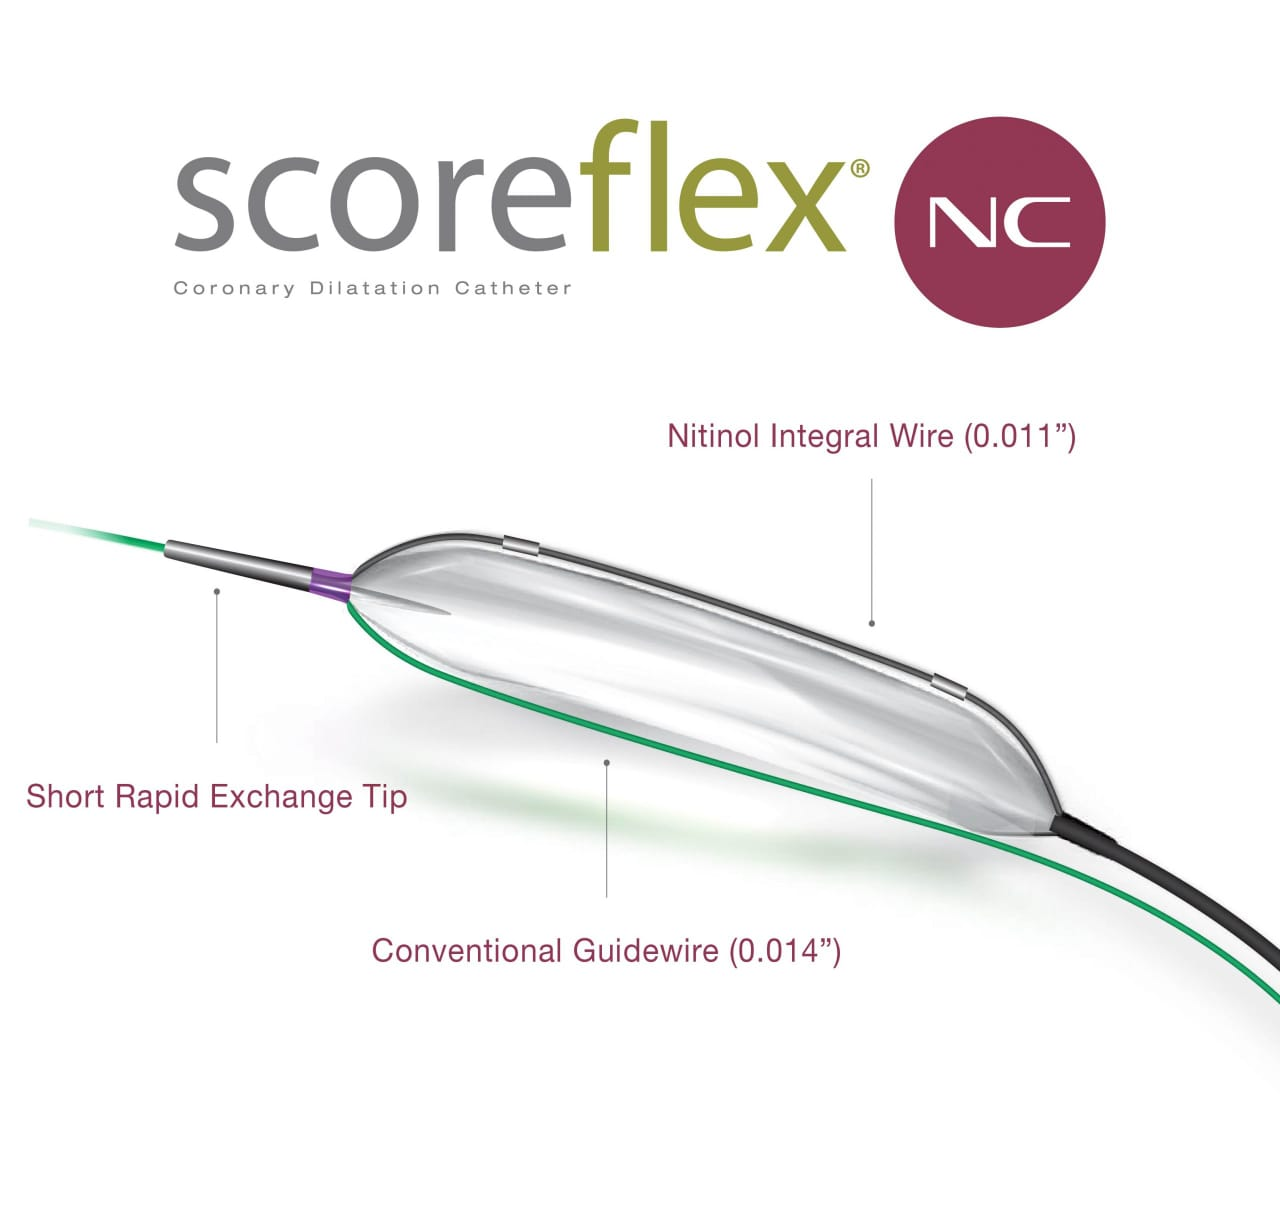 scoreflex® NC
Coronary Dilatation Catheter
Nitinol Integral Wire (0.011”)
Short Rapid Exchange Tip
Conventional Guidewire (0.014”)